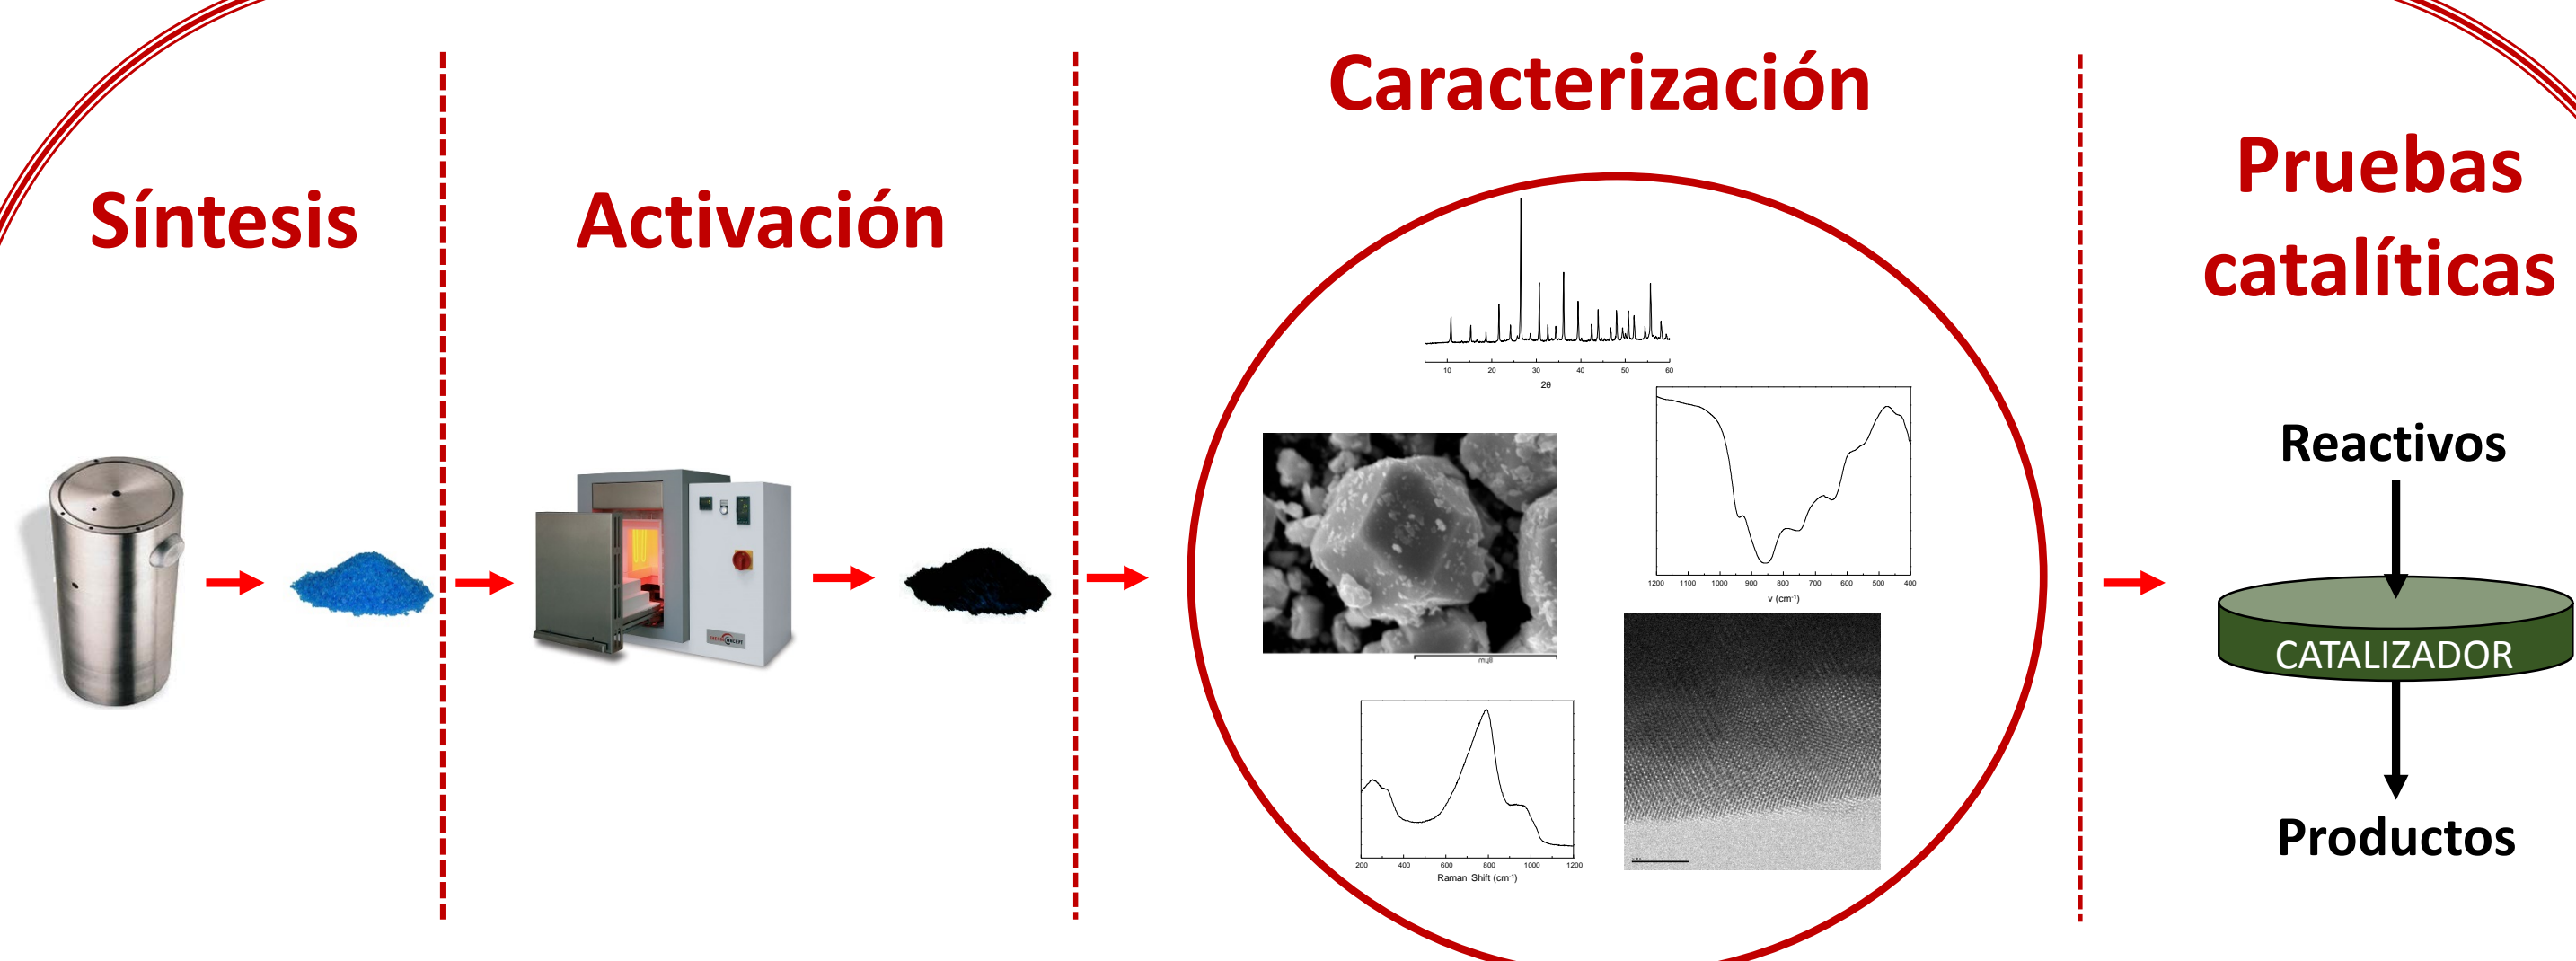 Síntesis
Activación
Caracterización
10 20 30 40 50 60
2θ
1200 1100 1000 900 800 700 600 500 400
ν (cm-1)
8μm
200 400 600 800 1000 1200
Raman Shift (cm-1)
Pruebas
catalíticas
Reactivos
CATALIZADOR
Productos